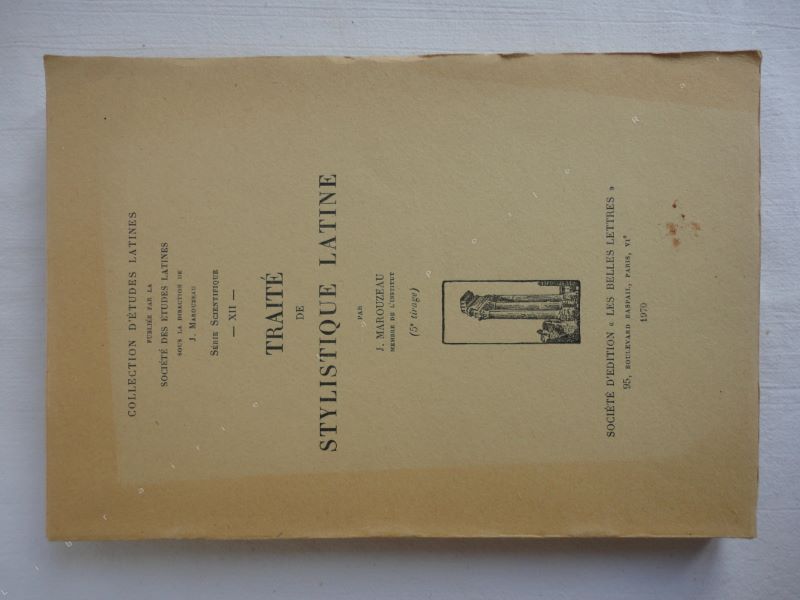 COLLECTION D'ÉTUDES LATINES
PUBLIÉE PAR LA
SOCIÉTÉ DES ÉTUDES LATINES
SOUS LA DIRECTION DE
J. MAROUZEAU
SÉRIE SCIENTIFIQUE
— XII —
TRAITÉ
DE
STYLISTIQUE LATINE
PAR
J. MAROUZEAU
MEMBRE DE L'INSTITUT
(5e tirage)
SOCIÉTÉ D'EDITION « LES BELLES LETTRES »
95, BOULEVARD RASPAIL, PARIS, VIe
1970